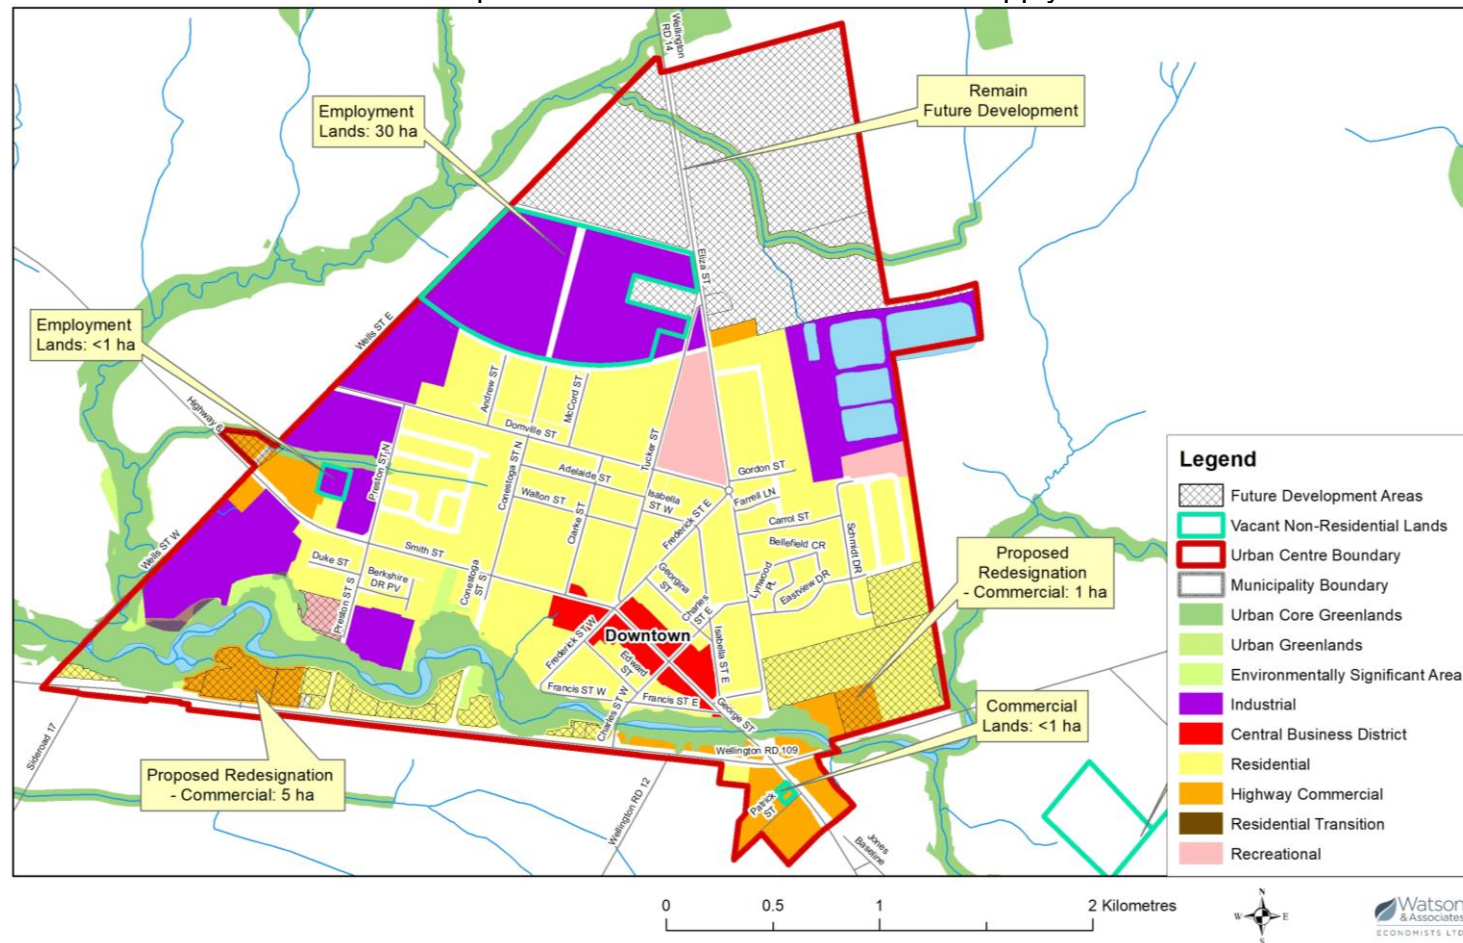 Wellington
RD 14
Remain
Future Development
Employment
Lands: 30 ha
Eliza ST
Employment
Lands: <1 ha
Wells ST E
Highway 6
Andrew ST
McCord ST
Domville ST
Preston ST N
Conestoga ST N
Tucker ST
Adelaide ST
Gordon ST
Walton ST
Isabella
ST W
Farrell LN
Clarke ST
Frederick ST E
Carrol ST
Wells ST W
Smith ST
Bellefield CR
Schmidt DR
Duke ST
Berkshire
DR PV
Conestoga
ST S
Georgina
ST
Lynwood
PL
Eastview DR
Preston ST S
Charles
ST E
Downtown
Frederick ST W
Edward
ST
Isabella ST E
Francis ST W
Francis ST E
Charles ST W
George ST
Proposed
Redesignation
- Commercial: 1 ha
Commercial
Lands: <1 ha
Sideroad 17
Wellington RD 109
Proposed Redesignation
- Commercial: 5 ha
Wellington RD 12
Patrick
ST
Jones
Baseline
Legend
Future Development Areas
Vacant Non-Residential Lands
Urban Centre Boundary
Municipality Boundary
Urban Core Greenlands
Urban Greenlands
Environmentally Significant Area
Industrial
Central Business District
Residential
Highway Commercial
Residential Transition
Recreational
0 0.5 1 2 Kilometres
N
W E
S
Watson
& Associates
ECONOMISTS LTD